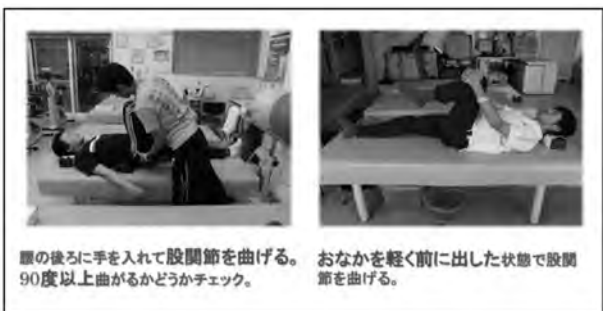 腰の後ろに手を入れて股関節を曲げる。
90度以上曲がるかどうかチェック。
おなかを軽く前に出した状態で股関
節を曲げる。